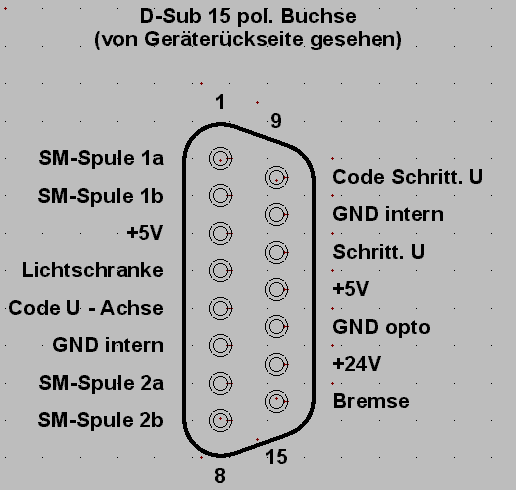 D-Sub 15 pol. Buchse
(von Geräterückseite gesehen)
1
9
SM-Spule 1a
Code Schritt. U
SM-Spule 1b
GND intern
+5V
Schritt. U
Lichtschranke
+5V
Code U - Achse
GND opto
GND intern
+24V
SM-Spule 2a
Bremse
SM-Spule 2b
15
8